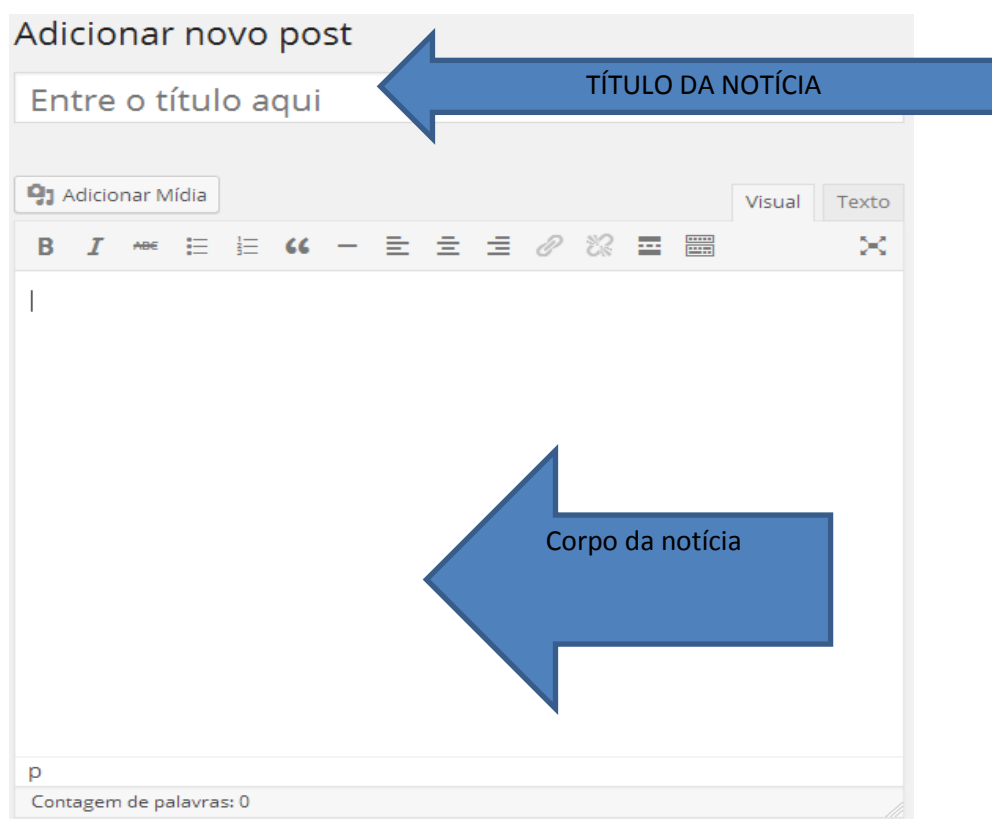 Adicionar novo post
TÍTULO DA NOTÍCIA
Entre o título aqui
Adicionar Mídia
Visual Texto
B I ABC
Corpo da notícia
p
Contagem de palavras: 0